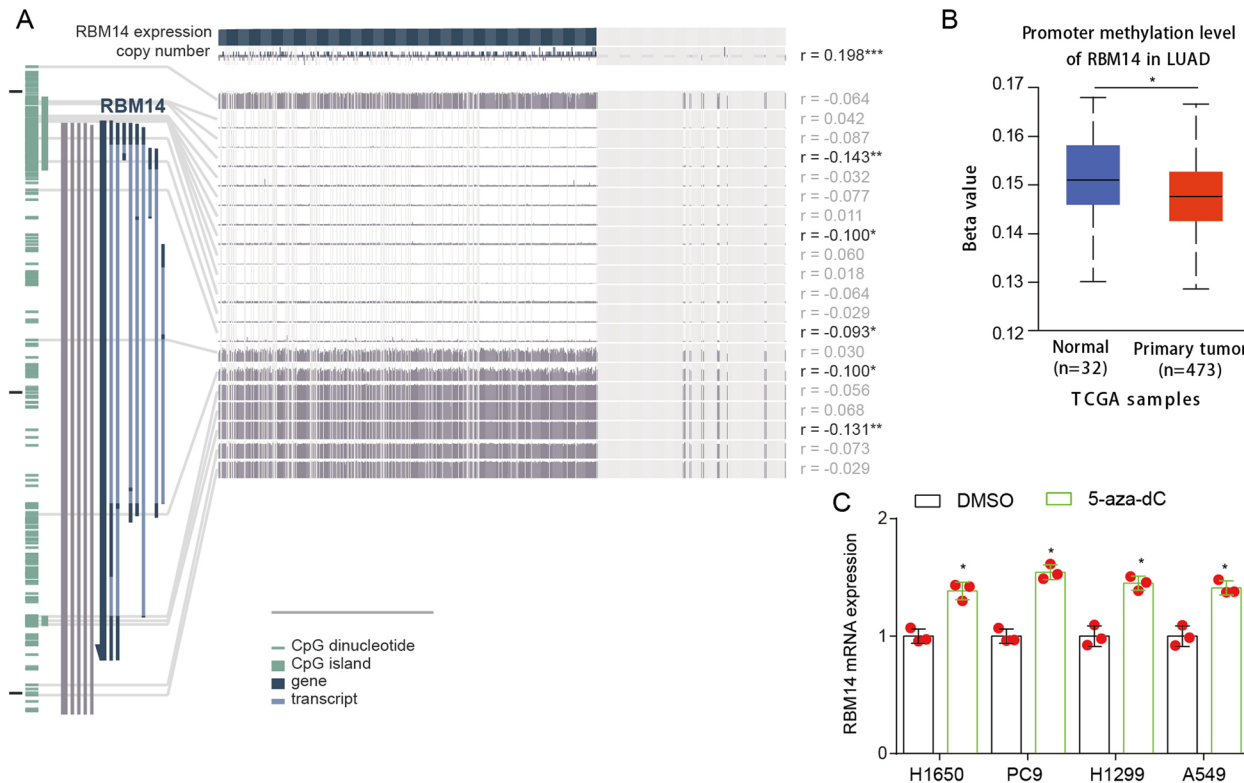 A
RBM14 expression
copy number
r = 0.198***
RBM14
r = -0.064
r = 0.042
r = -0.087
r = -0.143**
r = -0.032
r = -0.077
r = 0.011
r = -0.100*
r = 0.060
r = 0.018
r = -0.064
r = -0.029
r = -0.093*
r = 0.030
r = -0.100*
r = -0.056
r = 0.068
r = -0.131**
r = -0.073
r = -0.029
CpG dinucleotide
CpG island
gene
transcript
B
Promoter methylation level
of RBM14 in LUAD
*
Beta value
0.17
0.16
0.15
0.14
0.13
0.12
Normal
(n=32)
Primary tumor
(n=473)
TCGA samples
C
DMSO
5-aza-dC
RBM14 mRNA expression
2
1
0
* * * *
H1650 PC9 H1299 A549